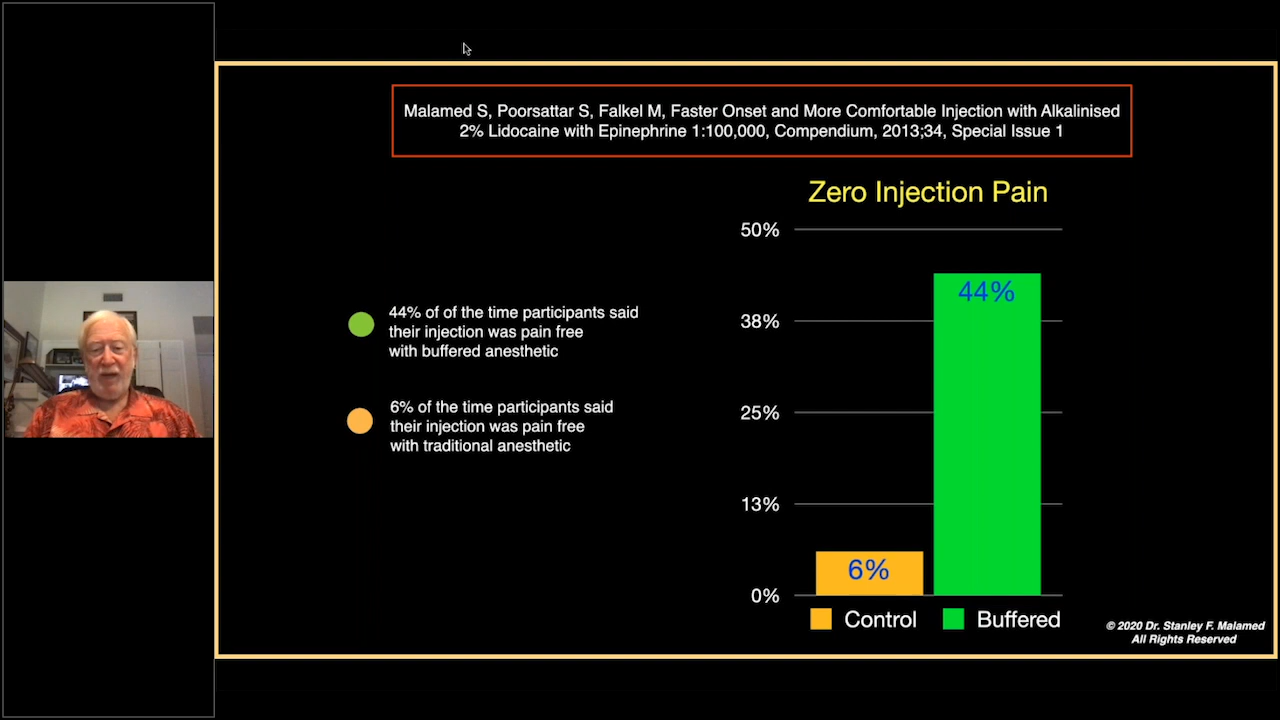 Malamed S, Poorsattar S, Falkel M, Faster Onset and More Comfortable Injection with Alkalinised
2% Lidocaine with Epinephrine 1:100,000, Compendium, 2013;34, Special Issue 1
44% of of the time participants said
their injection was pain free
with buffered anesthetic
6% of the time participants said
their injection was pain free
with traditional anesthetic
Zero Injection Pain
50%
38%
25%
13%
0%
44%
6%
Control
Buffered
© 2020 Dr. Stanley F. Malamed
All Rights Reserved